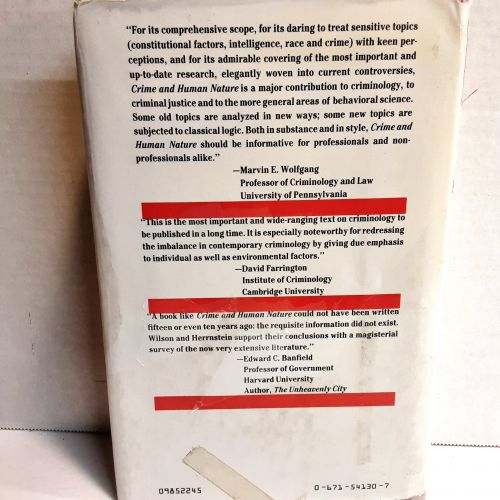 “For its comprehensive scope, for its daring to treat sensitive topics
(constitutional factors, intelligence, race and crime) with keen per-
ceptions, and for its admirable covering of the most important and
up-to-date research, elegantly woven into current controversies,
Crime and Human Nature is a major contribution to criminology, to
criminal justice and to the more general areas of behavioral science.
Some old topics are analyzed in new ways; some new topics are
subjected to classical logic. Both in substance and in style, Crime and
Human Nature should be informative for professionals and non-
professionals alike.”
—Marvin E. Wolfgang
Professor of Criminology and Law
University of Pennsylvania
“This is the most important and wide-ranging text on criminology to
be published in a long time. It is especially noteworthy for redressing
the imbalance in contemporary criminology by giving due emphasis
to individual as well as environmental factors.”
—David Farrington
Institute of Criminology
Cambridge University
“A book like Crime and Human Nature could not have been written
fifteen or even ten years ago: the requisite information did not exist.
Wilson and Herrnstein support their conclusions with a magisterial
survey of the now very extensive literature.”
—Edward C. Banfield
Professor of Government
Harvard University
Author, The Unheavenly City
09852245
0-671-54130-7